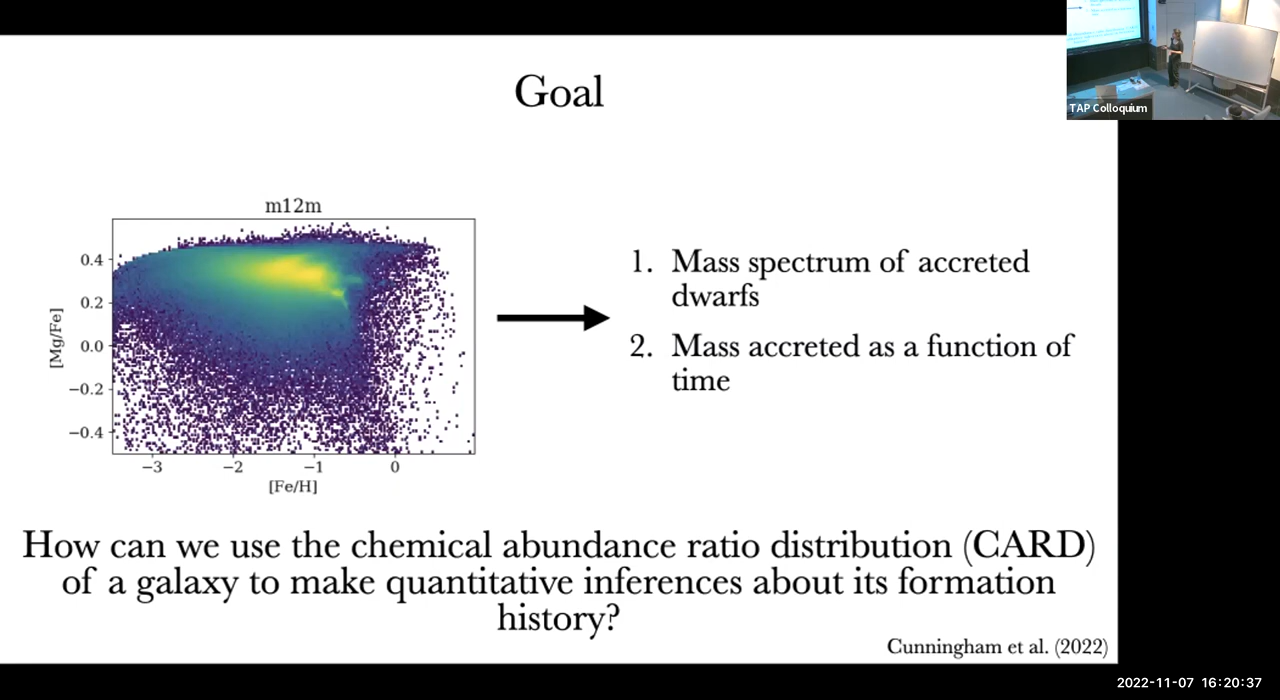 Goal
TAP Colloquium
m12m
0.4
0.2
0.0
−0.2
−0.4
[Mg/Fe]
−3 −2 −1 0
[Fe/H]
1. Mass spectrum of accreted
dwarfs
2. Mass accreted as a function of
time
How can we use the chemical abundance ratio distribution (CARD)
of a galaxy to make quantitative inferences about its formation
history?
Cunningham et al. (2022)
2022-11-07 16:20:37